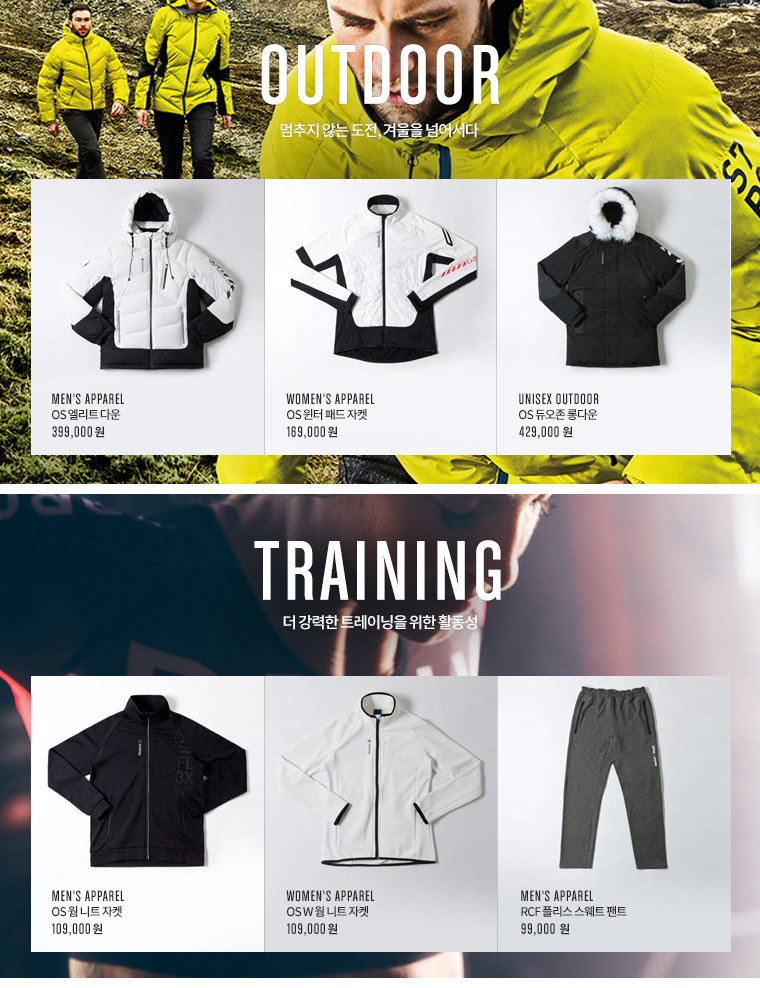 OUTDOOR
멈추지 않는 도전, 겨울을 넘어서다
MEN'S APPAREL
OS 엘리트 다운
399,000 원
WOMEN'S APPAREL
OS 윈터 패드 자켓
169,000 원
UNISEX OUTDOOR
OS 듀오존 롱다운
429,000 원
TRAINING
더 강력한 트레이닝을 위한 활동성
MEN'S APPAREL
OS 웜 니트 자켓
109,000 원
WOMEN'S APPAREL
OS W 웜 니트 자켓
109,000 원
MEN'S APPAREL
RCF 플리스 스웨트 팬트
99,000 원